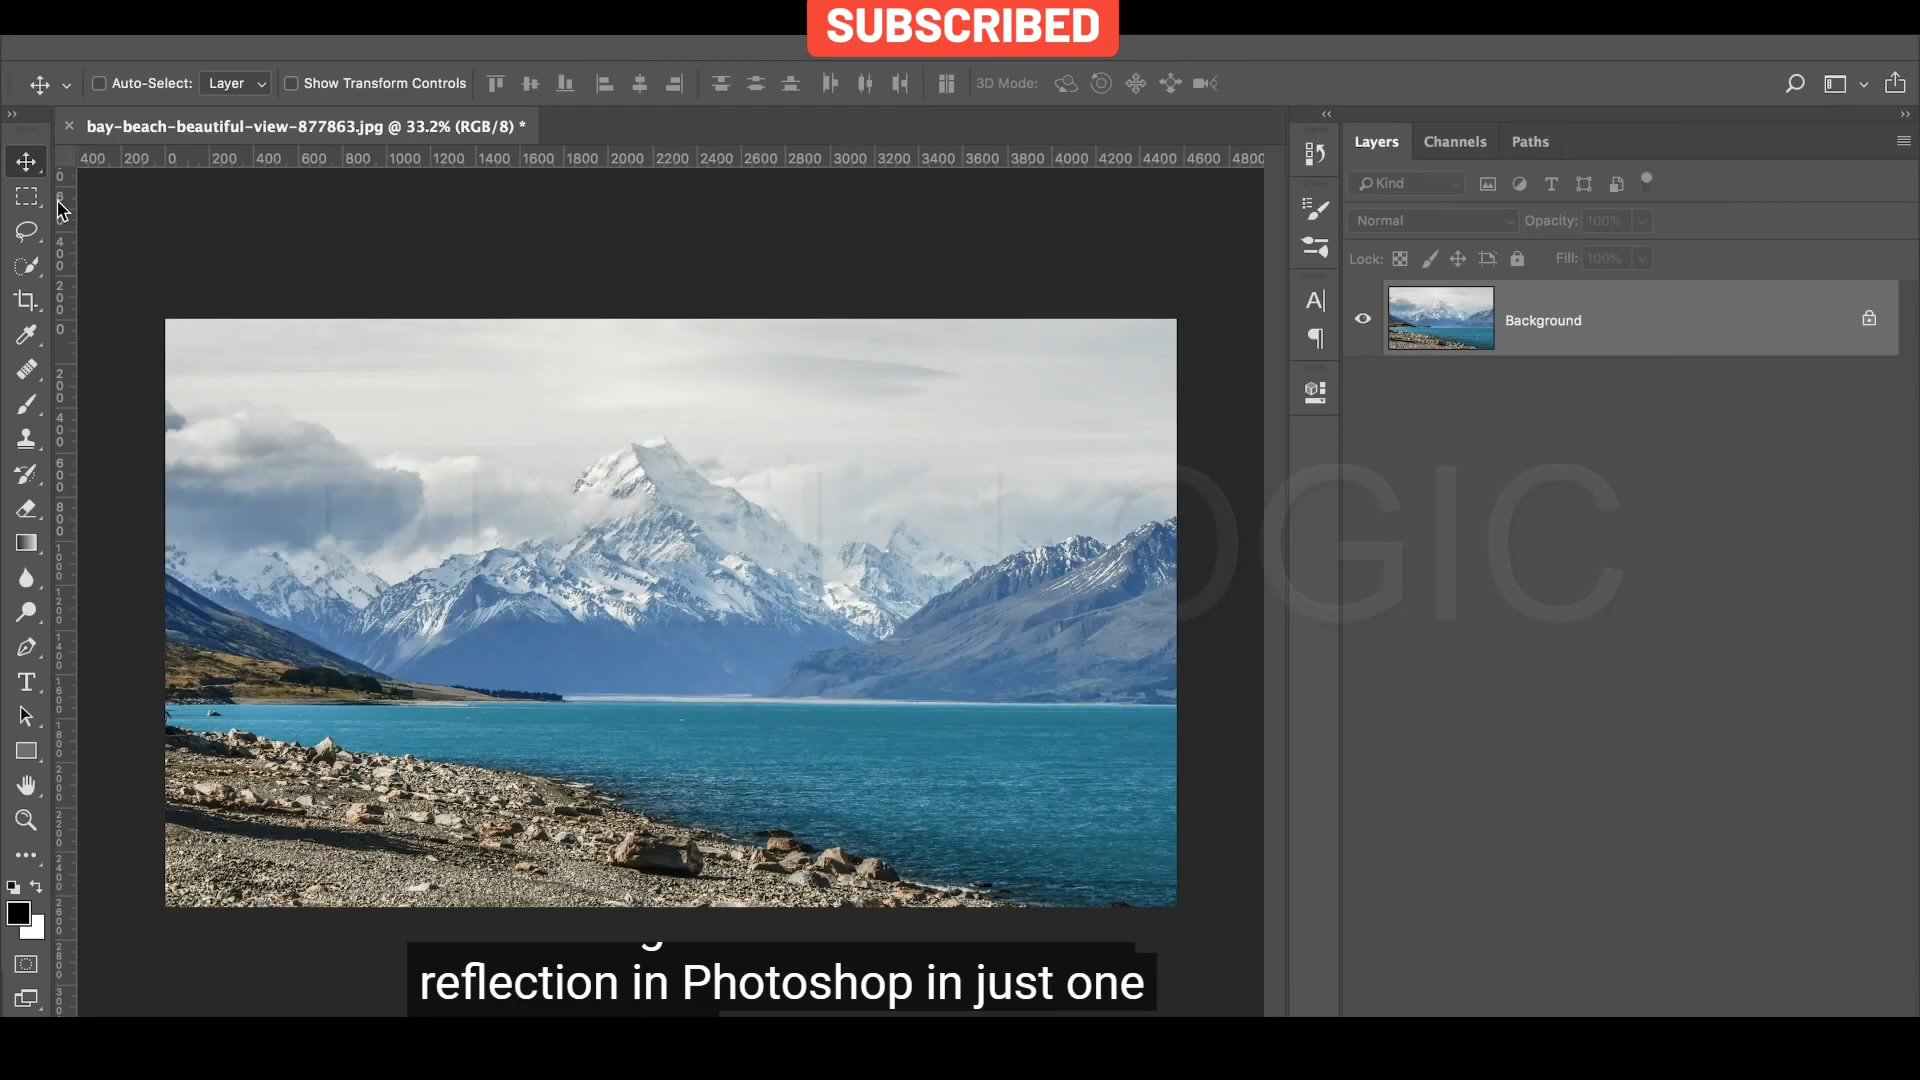 SUBSCRIBED
Auto-Select: Layer Show Transform Controls 3D Mode:
× bay-beach-beautiful-view-877863.jpg @ 33.2% (RGB/8) *
400 200 0 200 400 600 800 1000 1200 1400 1600 1800 2000 2200 2400 2600 2800 3000 3200 3400 3600 3800 4000 4200 4400 4600 4800
Layers Channels Paths
Kind
Normal Opacity: 100%
Lock: Fill: 100%
Background
OGIC
reflection in Photoshop in just one